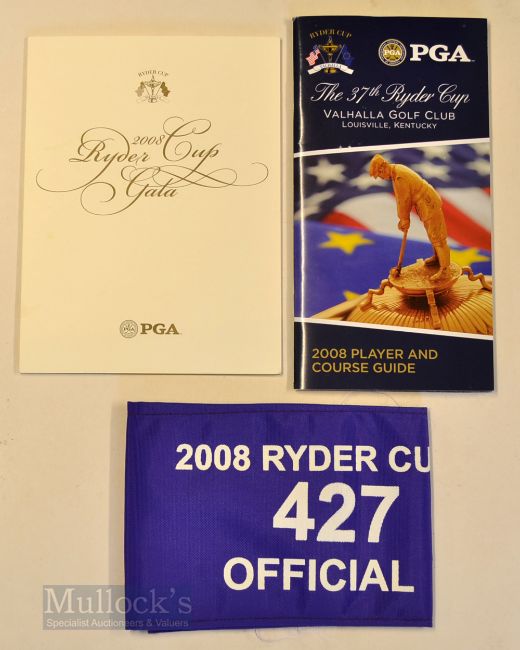 RYDER CUP
2008
Ryder Cup
Gala
PGA
RYDER CUP
PGA
The 37th Ryder Cup
VALHALLA GOLF CLUB
LOUISVILLE, KENTUCKY
2008 PLAYER AND
COURSE GUIDE
2008 RYDER CU
427
OFFICIAL
Mullock's
Specialist Auctioneers & Valuers